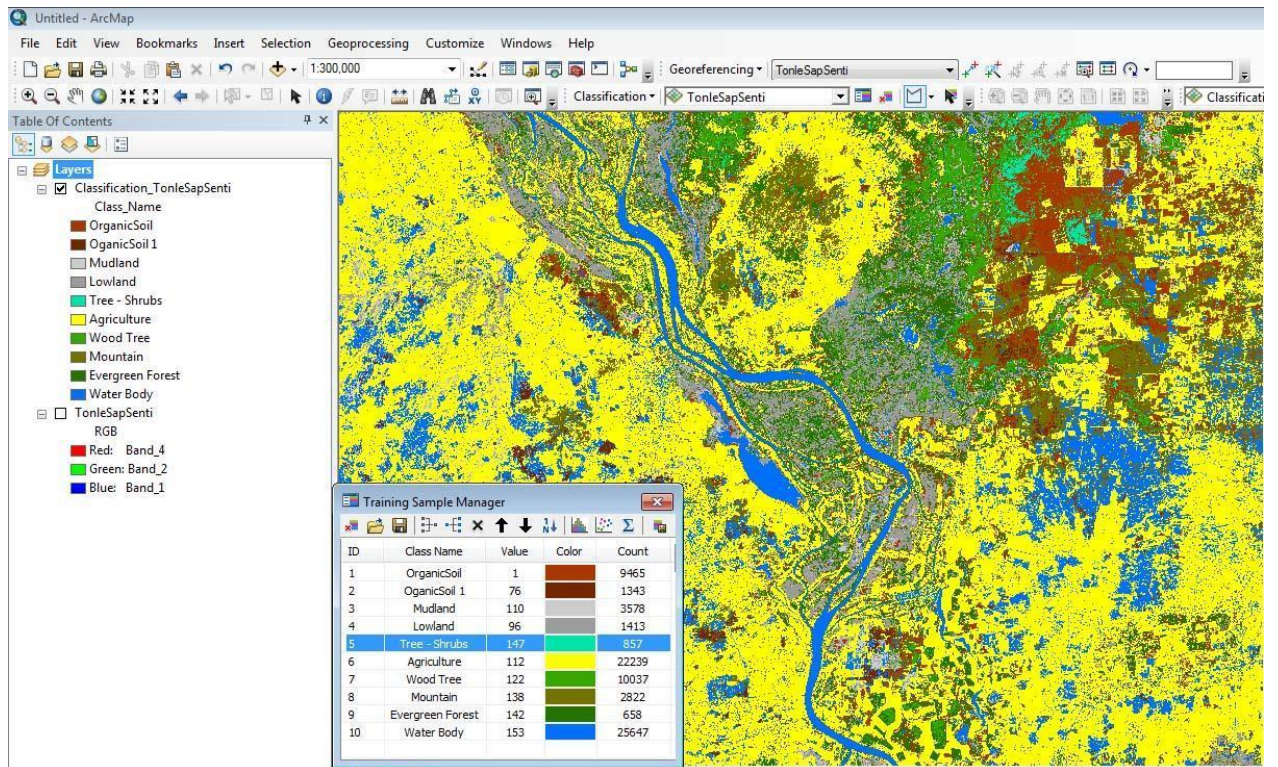 Untitled - ArcMap
File Edit View Bookmarks Insert Selection Geoprocessing Customize Windows Help
1:300,000 Georeferencing TonleSapSenti
Classification TonleSapSenti Classificati
Table Of Contents
Layers
Classification_TonleSapSenti
Class_Name
OrganicSoil
OganicSoil 1
Mudland
Lowland
Tree - Shrubs
Agriculture
Wood Tree
Mountain
Evergreen Forest
Water Body
TonleSapSenti
RGB
Red: Band_4
Green: Band_2
Blue: Band_1
Training Sample Manager
ID Class Name Value Color Count
1 OrganicSoil 1 9465
2 OganicSoil 1 76 1343
3 Mudland 110 3578
4 Lowland 96 1413
5 Tree - Shrubs 147 857
6 Agriculture 112 22239
7 Wood Tree 122 10037
8 Mountain 138 2822
9 Evergreen Forest 142 658
10 Water Body 153 25647